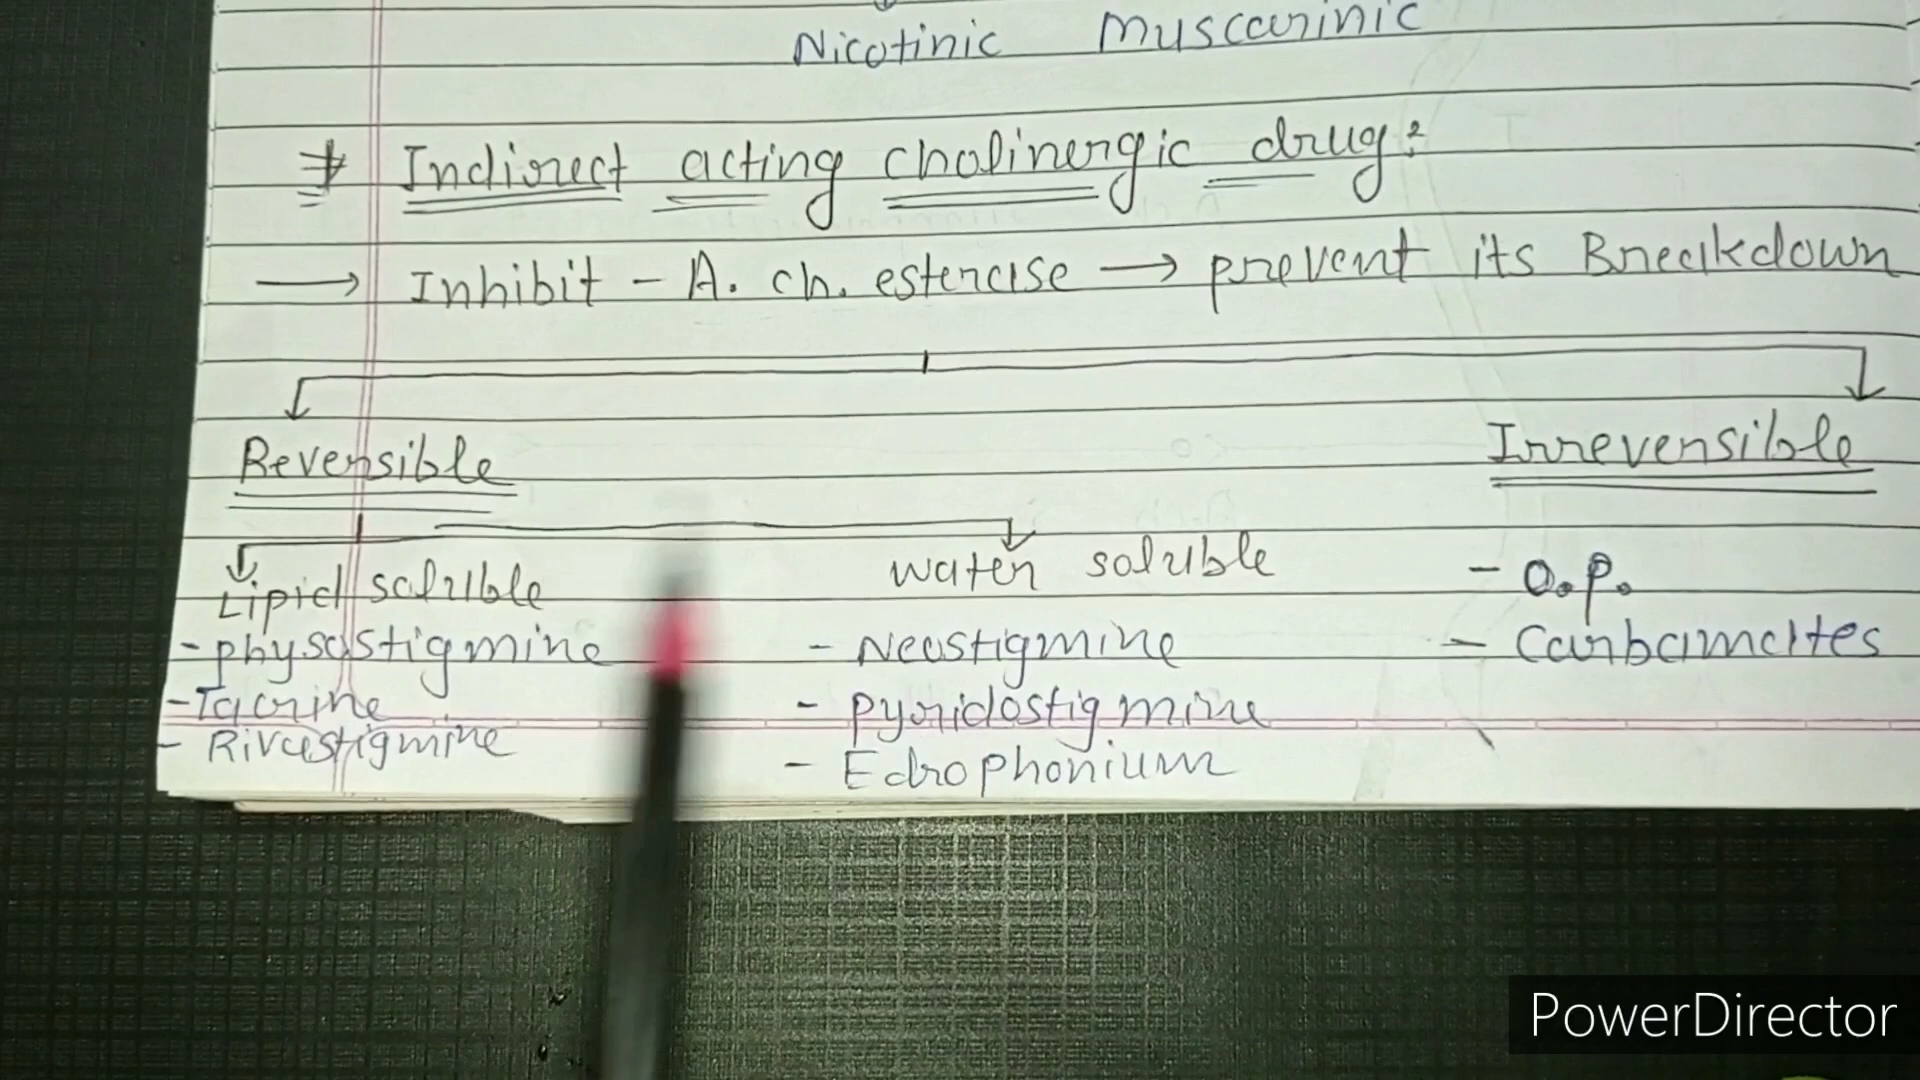 Nicotinic Muscarinic
⇒ Indirect acting cholinergic drug:
→ Inhibit - A. ch. esterase → prevent its Breakdown
Reversible Irreversible
Lipid soluble water soluble - O.P.
- physostigmine - Neostigmine - Carbamates
- Tacrine - pyridostigmine
- Rivastigmine - Edrophonium
PowerDirector